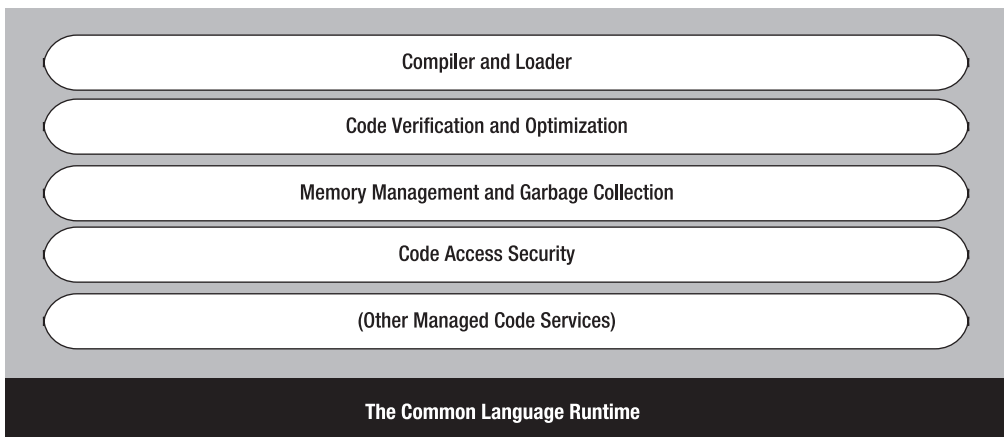 Compiler and Loader
Code Verification and Optimization
Memory Management and Garbage Collection
Code Access Security
(Other Managed Code Services)
The Common Language Runtime